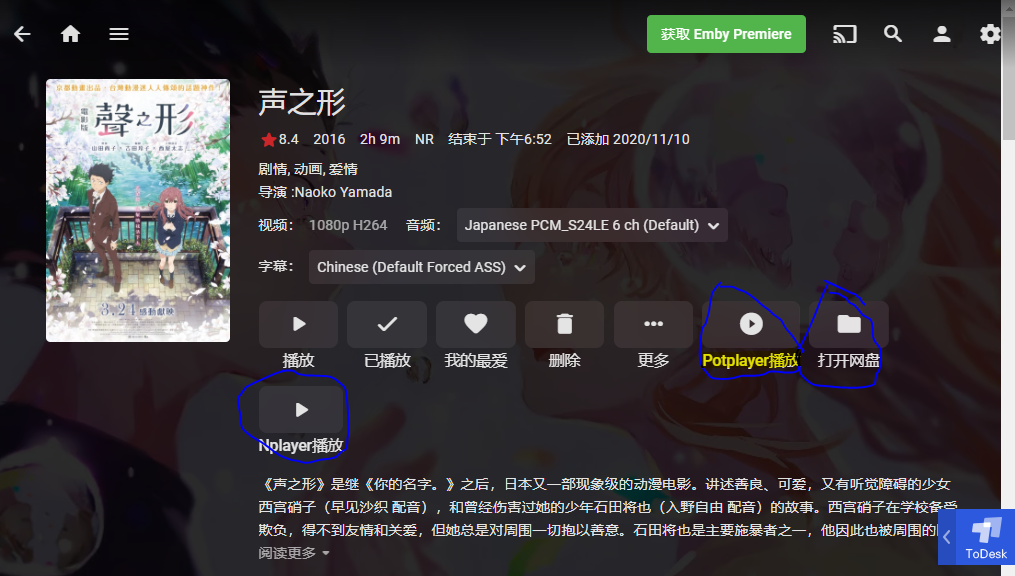 获取 Emby Premiere
京都動畫出品，台灣動漫迷人人傳頌的話題神作！
電影版
聲之形
3.24 感動獻映
声之形
8.4 2016 2h 9m NR 结束于 下午6:52 已添加 2020/11/10
剧情, 动画, 爱情
导演 :Naoko Yamada
视频： 1080p H264 音频： Japanese PCM_S24LE 6 ch (Default)
字幕： Chinese (Default Forced ASS)
播放 已播放 我的最爱 删除 更多 Potplayer播放 打开网盘
Nplayer播放
《声之形》是继《你的名字。》之后，日本又一部现象级的动漫电影。讲述善良、可爱，又有听觉障碍的少女
西宫硝子（早见沙织 配音），和曾经伤害过她的少年石田将也（入野自由 配音）的故事。西宫硝子在学校备受
欺负，得不到友情和关爱，但她总是对周围一切抱以善意。石田将也是主要施暴者之一，他因此也被周围的
阅读更多
ToDesk